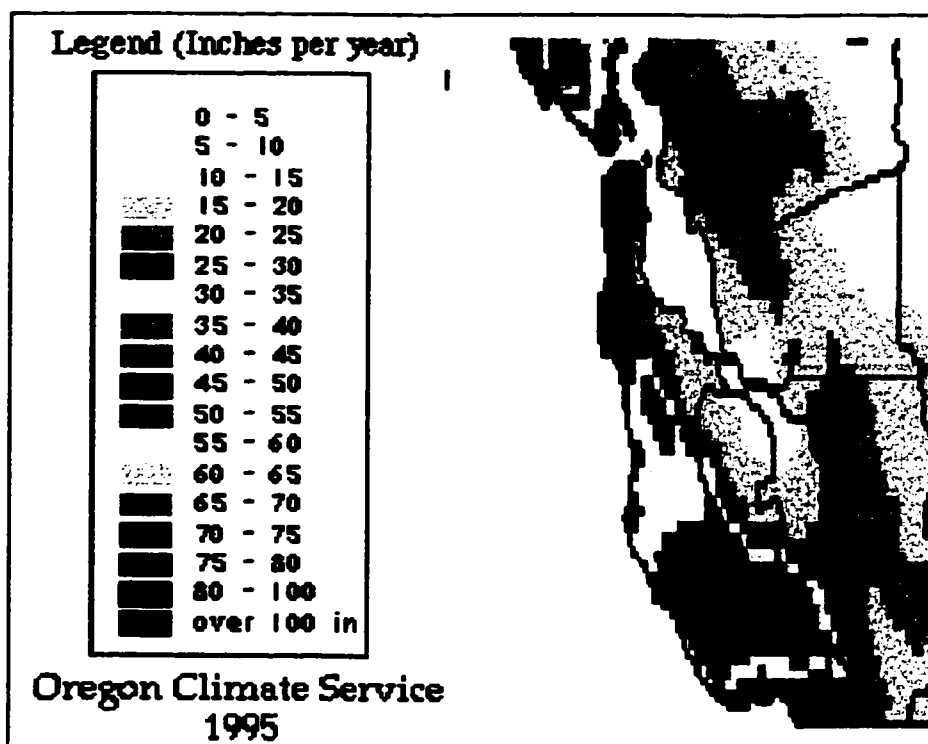 Legend (Inches per year)
0 - 5
5 - 10
10 - 15
15 - 20
20 - 25
25 - 30
30 - 35
35 - 40
40 - 45
45 - 50
50 - 55
55 - 60
60 - 65
65 - 70
70 - 75
75 - 80
80 - 100
over 100 in
Oregon Climate Service
1995